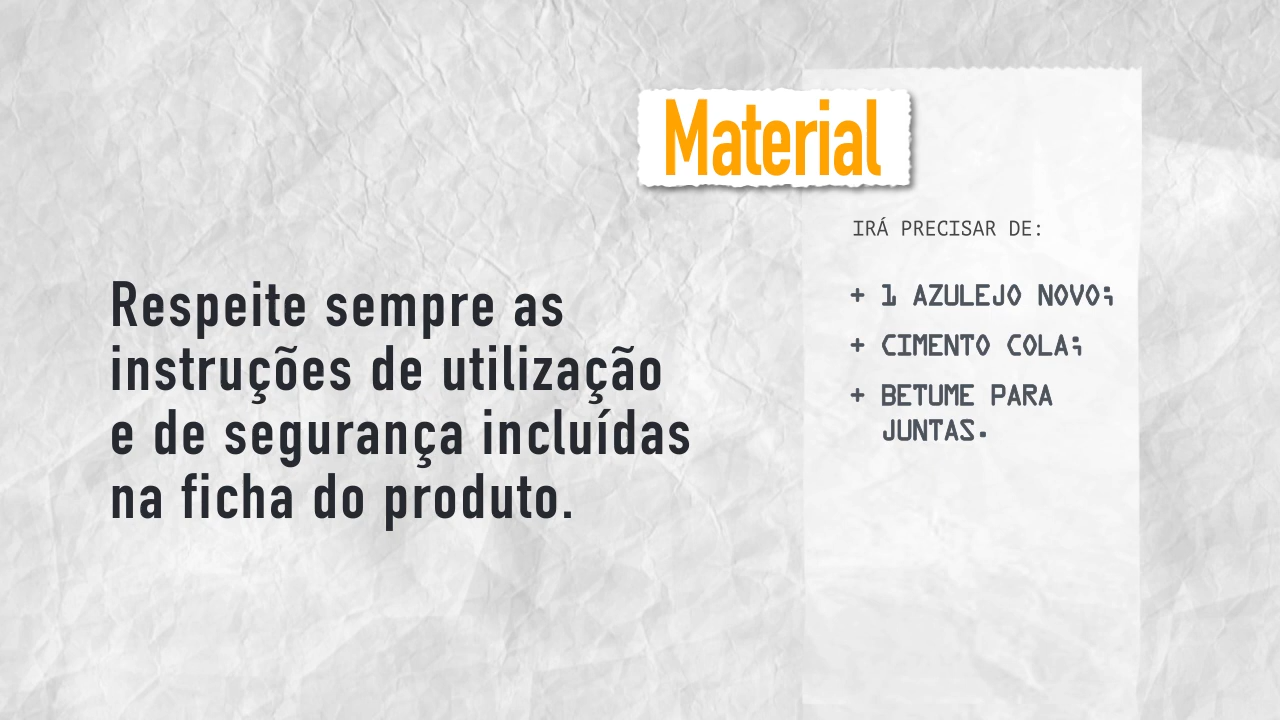 Material
IRÁ PRECISAR DE:
+ 1 AZULEJO NOVO;
+ CIMENTO COLA;
+ BETUME PARA
JUNTAS.
Respeite sempre as
instruções de utilização
e de segurança incluídas
na ficha do produto.